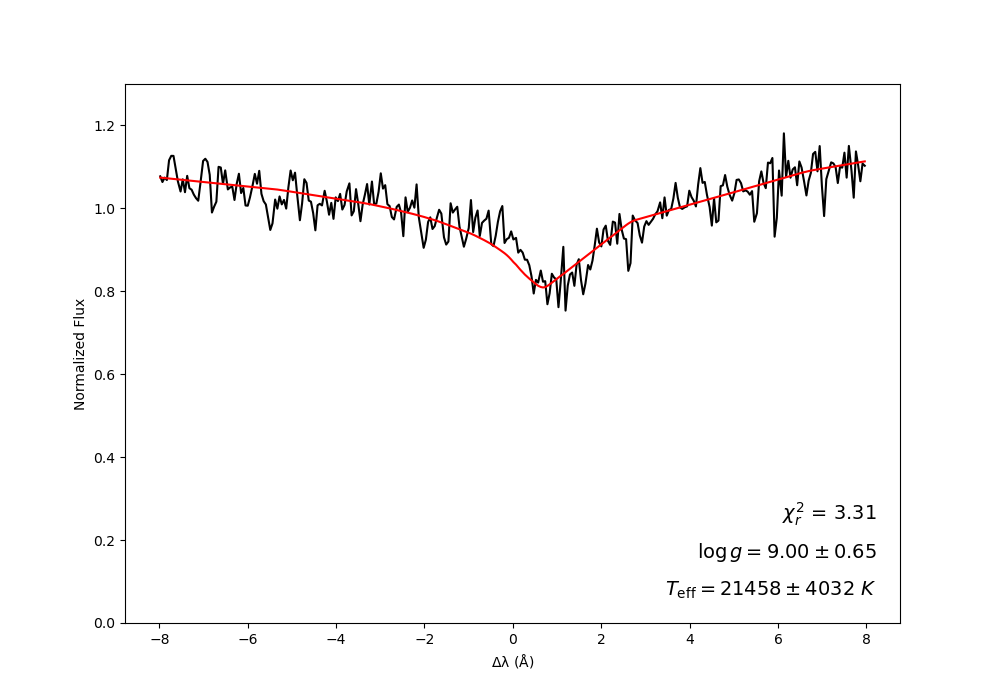 1.2
1.0
0.8
0.6
0.4
0.2
0.0
Normalized Flux
χ²ᵣ = 3.31
log g = 9.00 ± 0.65
T_eff = 21458 ± 4032 K
−8 −6 −4 −2 0 2 4 6 8
Δλ (Å)